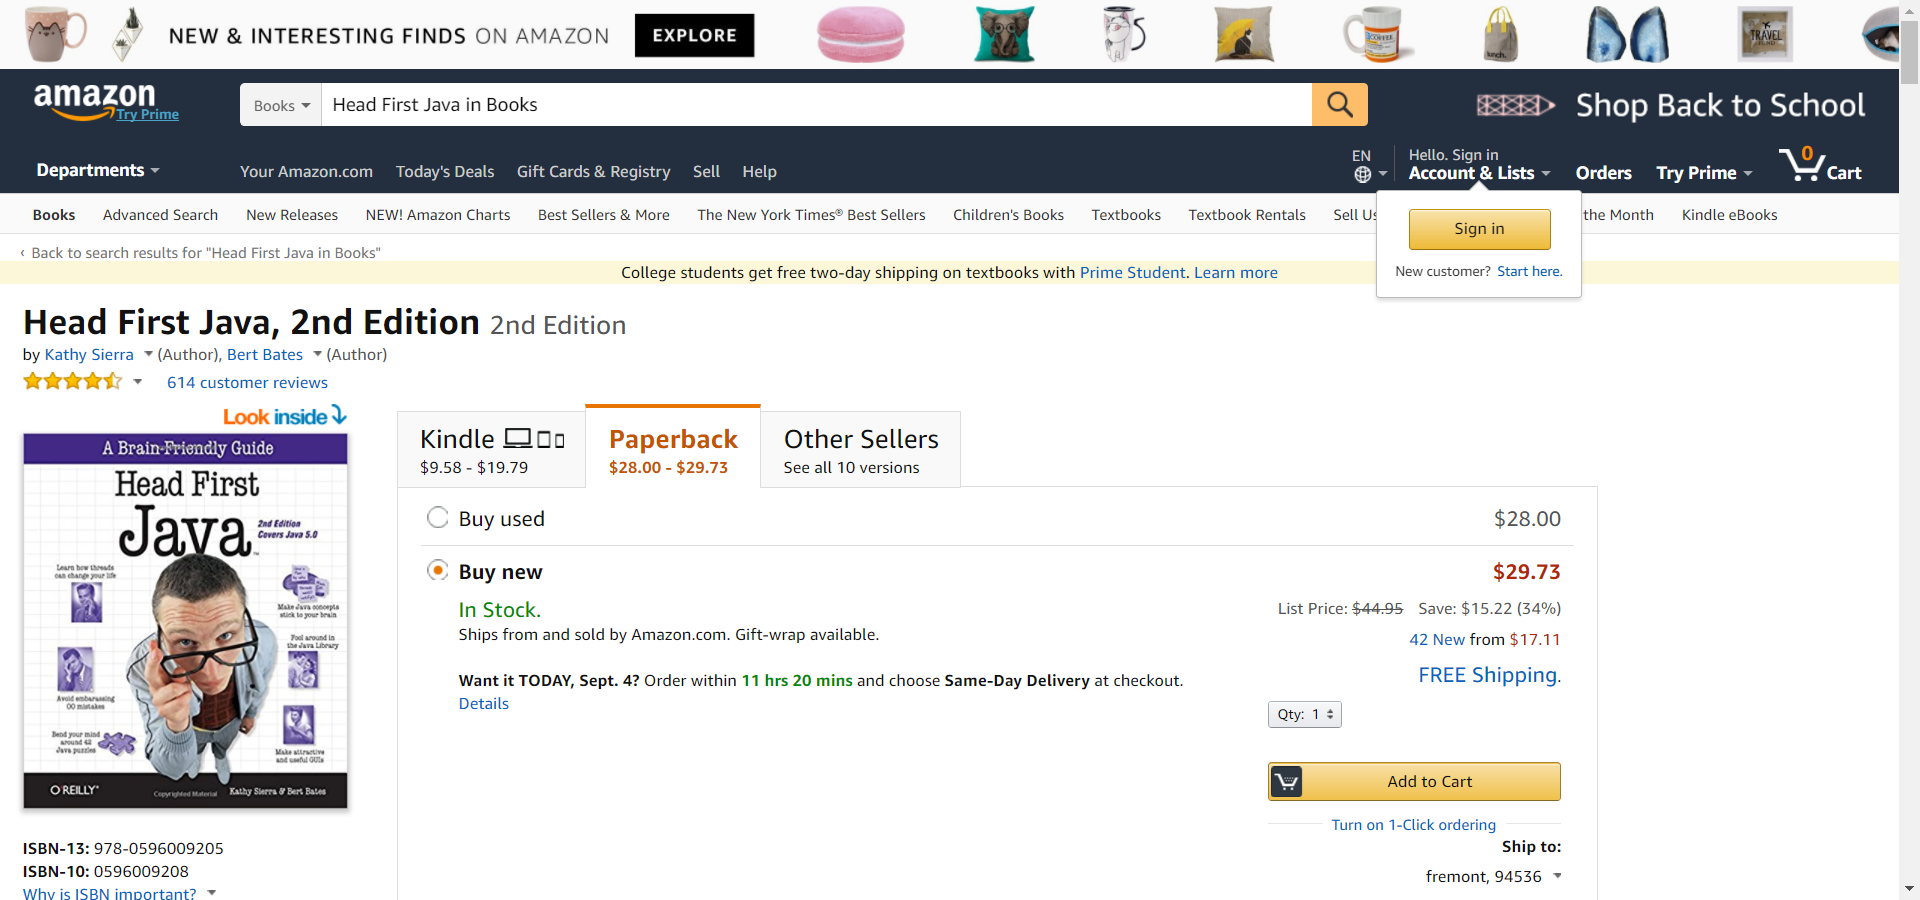 NEW & INTERESTING FINDS ON AMAZON EXPLORE
COFFEE
lunch.
TRAVEL
FUND
amazon
Try Prime
Books
Head First Java in Books
Shop Back to School
Departments
Your Amazon.com Today's Deals Gift Cards & Registry Sell Help
EN
Hello. Sign in
Account & Lists
Orders
Try Prime
0
Cart
Books Advanced Search New Releases NEW! Amazon Charts Best Sellers & More The New York Times® Best Sellers Children's Books Textbooks Textbook Rentals Sell Us the Month Kindle eBooks
Sign in
New customer? Start here.
‹ Back to search results for "Head First Java in Books"
College students get free two-day shipping on textbooks with Prime Student. Learn more
Head First Java, 2nd Edition 2nd Edition
by Kathy Sierra (Author), Bert Bates (Author)
614 customer reviews
Look inside
A Brain-Friendly Guide
Head First
Java™
2nd Edition
Covers Java 5.0
Learn how threads
can change your life
Make Java concepts
stick to your brain
Fool around in
the Java Library
Avoid embarassing
OO mistakes
Bend your mind
around 42
Java puzzles
Make attractive
and useful GUIs
O'REILLY®
Copyrighted Material
Kathy Sierra & Bert Bates
ISBN-13: 978-0596009205
ISBN-10: 0596009208
Why is ISBN important?
Kindle
$9.58 - $19.79
Paperback
$28.00 - $29.73
Other Sellers
See all 10 versions
Buy used $28.00
Buy new $29.73
In Stock.
List Price: $44.95 Save: $15.22 (34%)
Ships from and sold by Amazon.com. Gift-wrap available.
42 New from $17.11
FREE Shipping.
Want it TODAY, Sept. 4? Order within 11 hrs 20 mins and choose Same-Day Delivery at checkout.
Details
Qty: 1
Add to Cart
Turn on 1-Click ordering
Ship to:
fremont, 94536